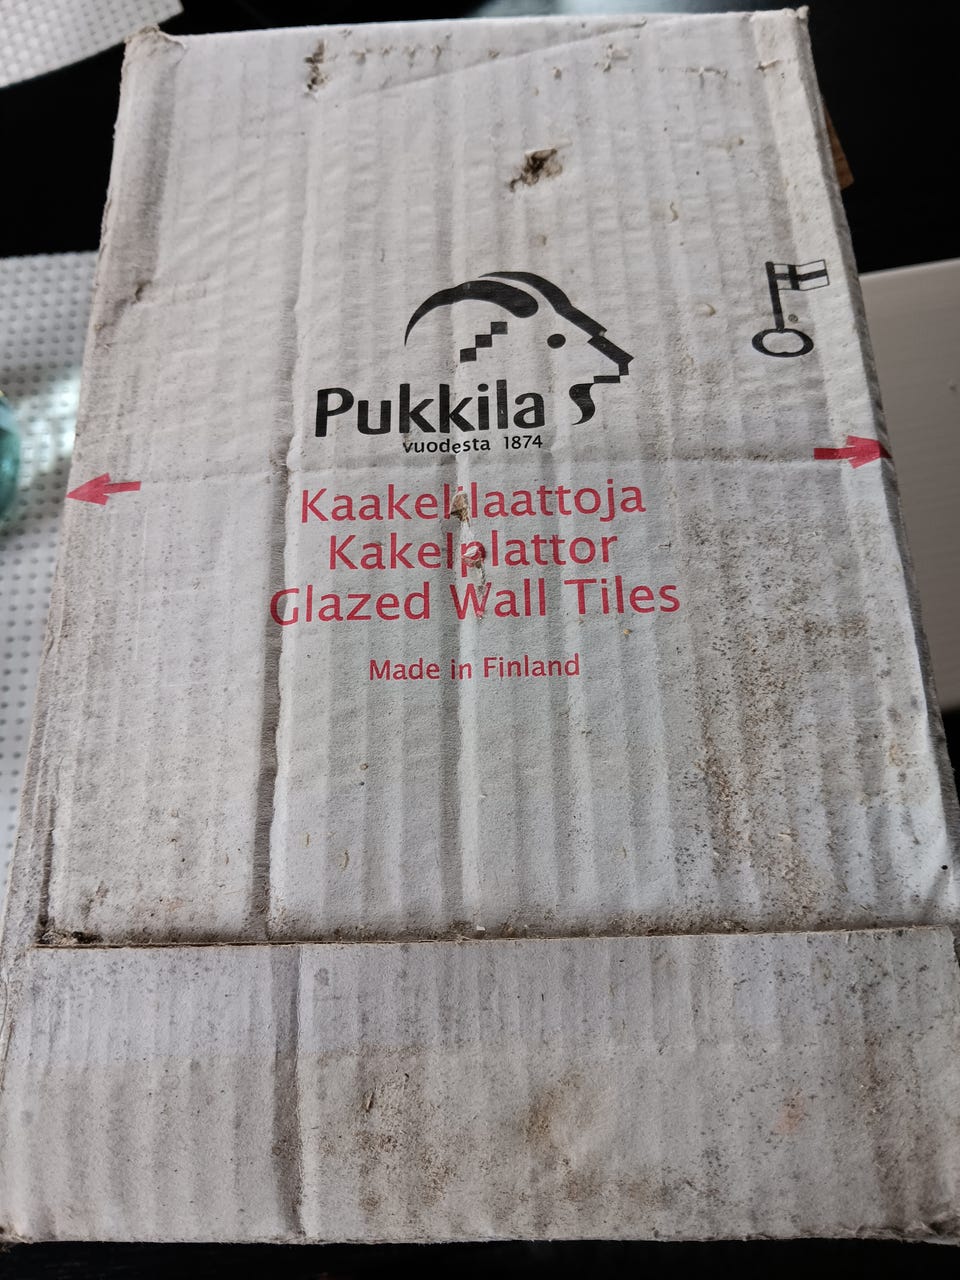 Pukkila
vuodesta 1874
Kaakelilaattoja
Kakelplattor
Glazed Wall Tiles
Made in Finland